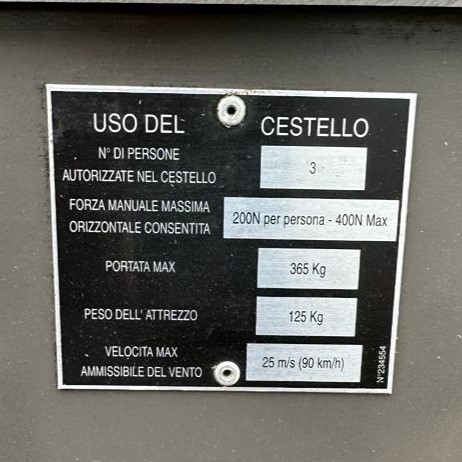 USO DEL CESTELLO
N° DI PERSONE
AUTORIZZATE NEL CESTELLO
3
FORZA MANUALE MASSIMA
ORIZZONTALE CONSENTITA
200N per persona - 400N Max
PORTATA MAX
365 Kg
PESO DELL' ATTREZZO
125 Kg
VELOCITA MAX
AMMISSIBILE DEL VENTO
25 m/s (90 km/h)
N°234554